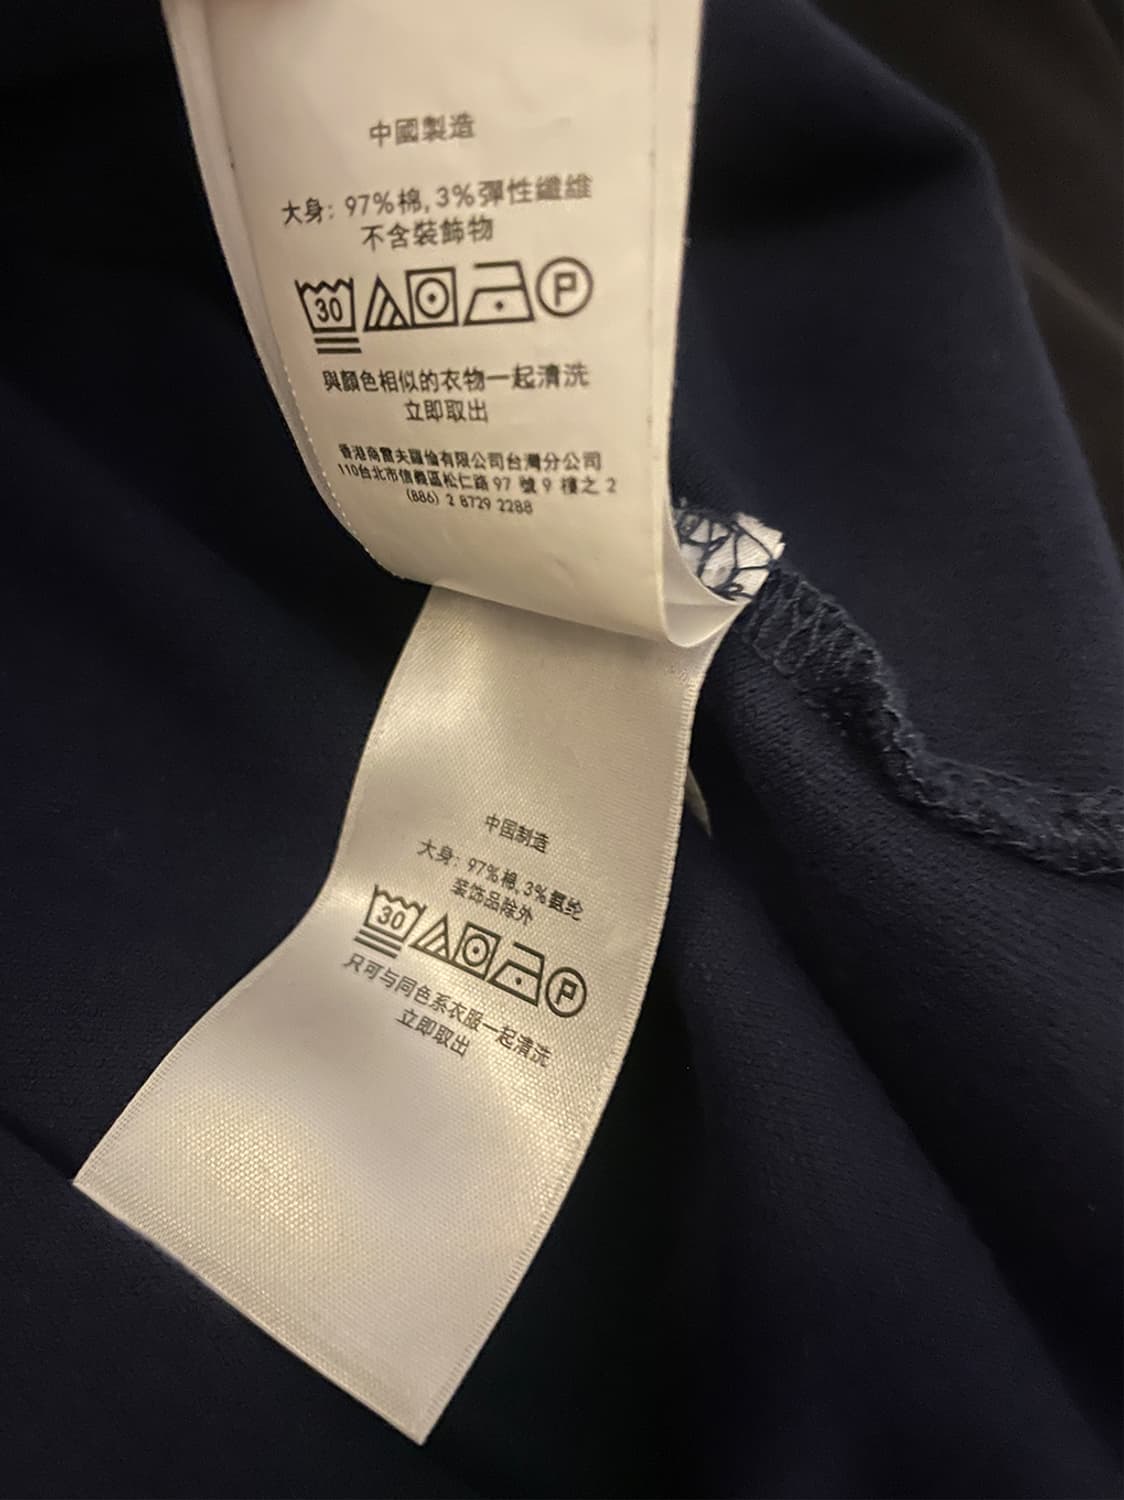 中國製造
大身: 97%棉, 3%彈性纖維
不含裝飾物
30 P
與顏色相似的衣物一起清洗
立即取出
香港商雷夫羅倫有限公司台灣分公司
110台北市信義區松仁路 97 號 9 樓之 2
(886) 2 8729 2288
中国制造
大身: 97%棉, 3%氨纶
装饰品除外
30 P
只可与同色系衣服一起清洗
立即取出